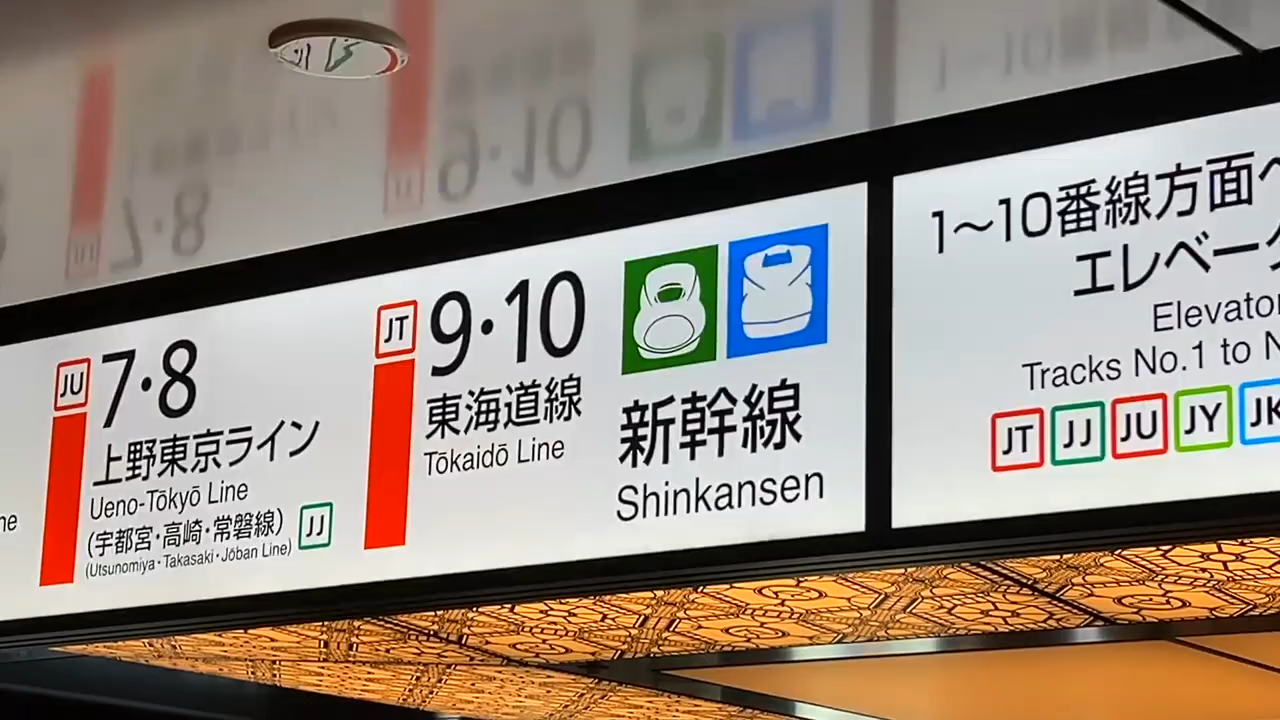 ne
JU
7・8
上野東京ライン
Ueno-Tōkyō Line
(宇都宮・高崎・常磐線) JJ
(Utsunomiya・Takasaki・Jōban Line)
JT
9・10
東海道線
Tōkaidō Line
新幹線
Shinkansen
1〜10番線方面へ
エレベー
Elevato
Tracks No.1 to N
JT JJ JU JY JK